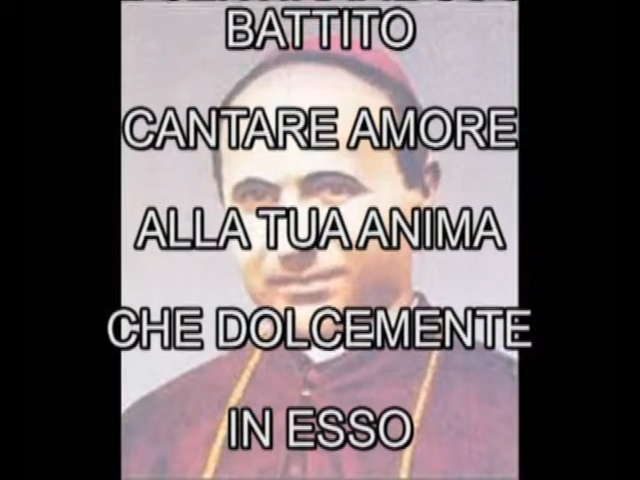 BATTITO
CANTARE AMORE
ALLA TUA ANIMA
CHE DOLCEMENTE
IN ESSO